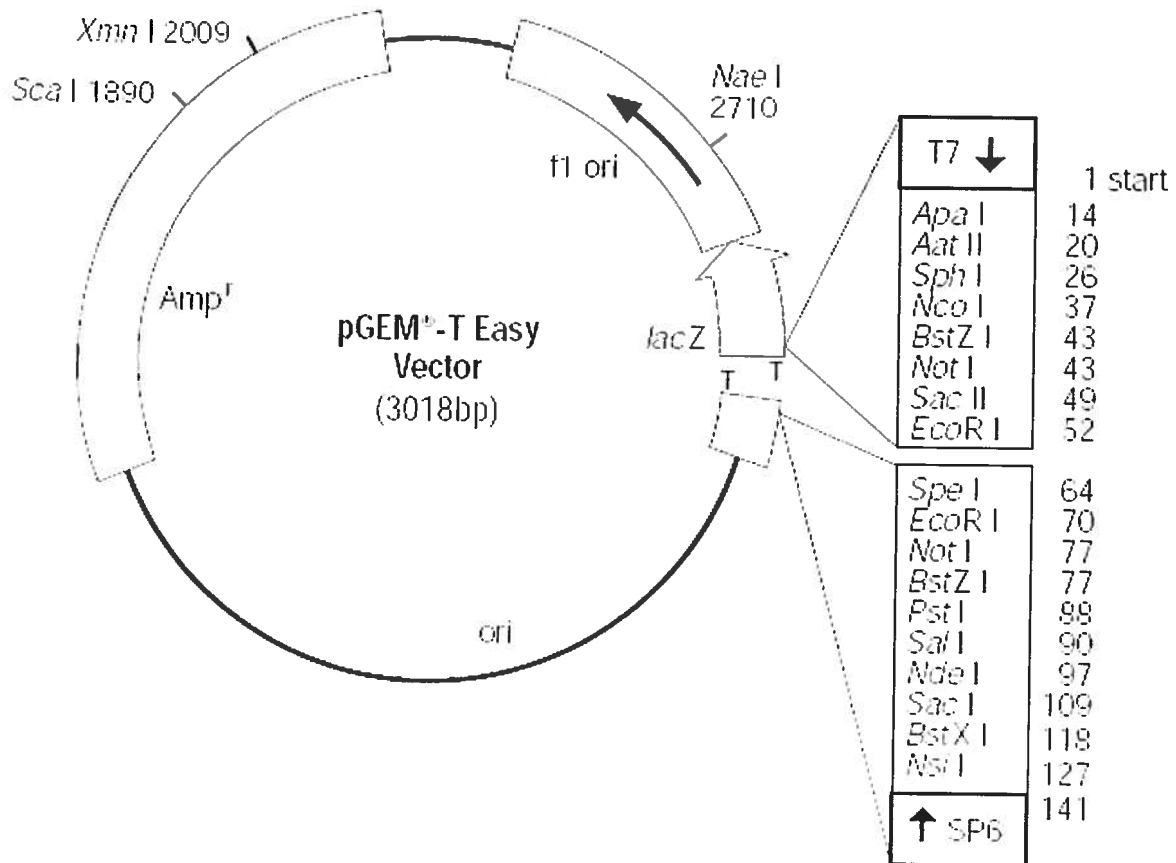 Xmn I 2009
Sca I 1890
Nae I
2710
f1 ori
Ampr
pGEM®-T Easy
Vector
(3018bp)
lacZ
T T
ori
T7 ↓
1 start
Apa I 14
Aat II 20
Sph I 26
Nco I 37
BstZ I 43
Not I 43
Sac II 49
EcoR I 52
Spe I 64
EcoR I 70
Not I 77
BstZ I 77
Pst I 88
Sal I 90
Nde I 97
Sac I 109
BstX I 118
Nsi I 127
141
↑ SP6